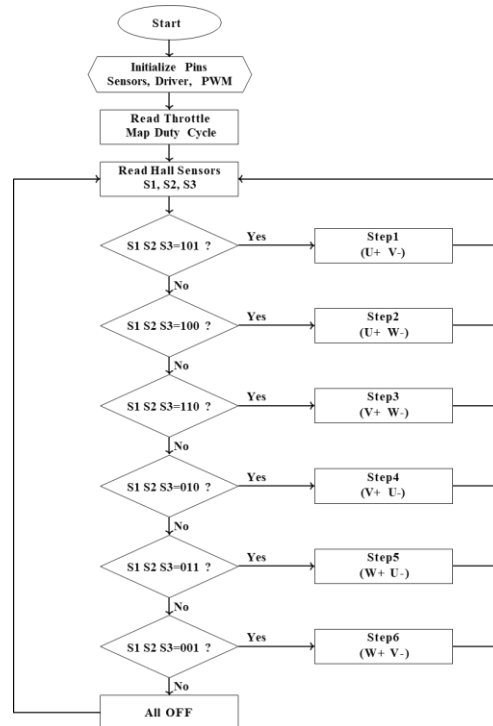 Start
Initialize Pins
Sensors, Driver, PWM
Read Throttle
Map Duty Cycle
Read Hall Sensors
S1, S2, S3
S1 S2 S3=101 ?
Yes
Step1
(U+ V-)
No
S1 S2 S3=100 ?
Yes
Step2
(U+ W-)
No
S1 S2 S3=110 ?
Yes
Step3
(V+ W-)
No
S1 S2 S3=010 ?
Yes
Step4
(V+ U-)
No
S1 S2 S3=011 ?
Yes
Step5
(W+ U-)
No
S1 S2 S3=001 ?
Yes
Step6
(W+ V-)
No
All OFF